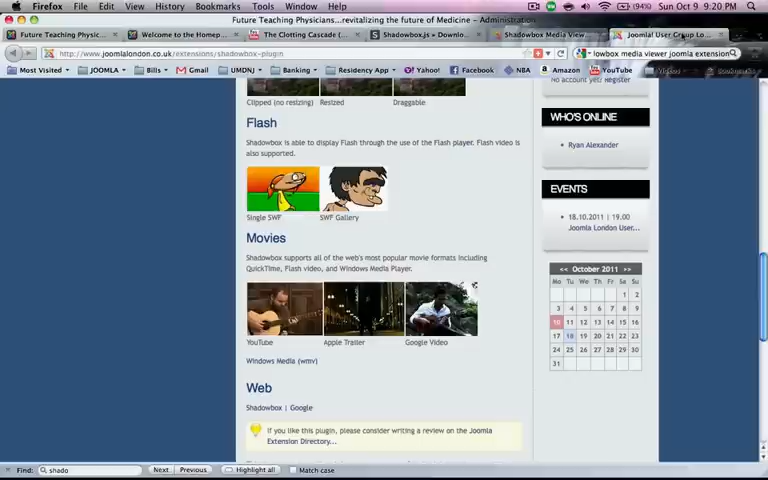 Firefox File Edit View History Bookmarks Tools Window Help (94%) Sun Oct 9 9:20 PM
Future Teaching Physicians...revitalizing the future of Medicine – Administration
Future Teaching Physic... Welcome to the Homep... The Clotting Cascade (... Shadowbox.js » Downlo... Shadowbox Media View... Joomla! User Group Lo...
http://www.joomlalondon.co.uk/extensions/shadowbox-plugin lowbox media viewer joomla extension
Most Visited JOOMLA Bills Gmail UMDNJ Banking Residency App Yahoo! Facebook NBA Amazon YouTube Videos Bookmarks
No account yet? Register
Clipped (no resizing) Resized Draggable
Flash
Shadowbox is able to display Flash through the use of the Flash player. Flash video is
also supported.
Single SWF SWF Gallery
Movies
Shadowbox supports all of the web's most popular movie formats including
QuickTime, Flash video, and Windows Media Player.
YouTube Apple Trailer Google Video
Windows Media (wmv)
Web
Shadowbox | Google
If you like this plugin, please consider writing a review on the Joomla
Extension Directory...
WHO'S ONLINE
Ryan Alexander
EVENTS
18.10.2011 | 19.00
Joomla London User...
<< October 2011 >>
Mo Tu We Th Fr Sa Su
1 2
3 4 5 6 7 8 9
10 11 12 13 14 15 16
17 18 19 20 21 22 23
24 25 26 27 28 29 30
31
Find: shado Next Previous Highlight all Match case